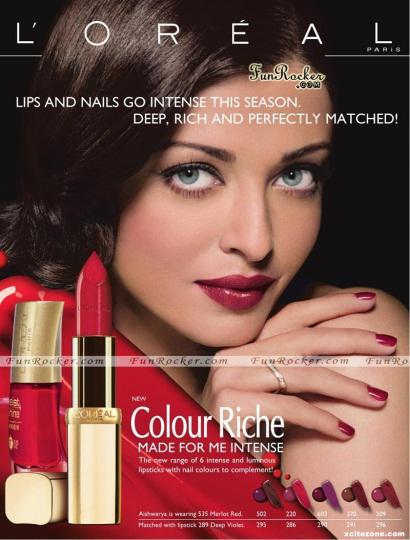 L'ORÉAL
PARIS
FunRocker
.COM
LIPS AND NAILS GO INTENSE THIS SEASON.
DEEP, RICH AND PERFECTLY MATCHED!
FunRocker.com FunRocker.com FunRocker.com FunRo
L'ORÉAL
NEW
Colour Riche
MADE FOR ME INTENSE
The new range of 6 intense and luminous
lipsticks with nail colours to complement!
Aishwarya is wearing 535 Merlot Red. 502 220 603 370 209
Matched with lipstick 289 Deep Violet. 295 286 290 291 296
xcitezone.com